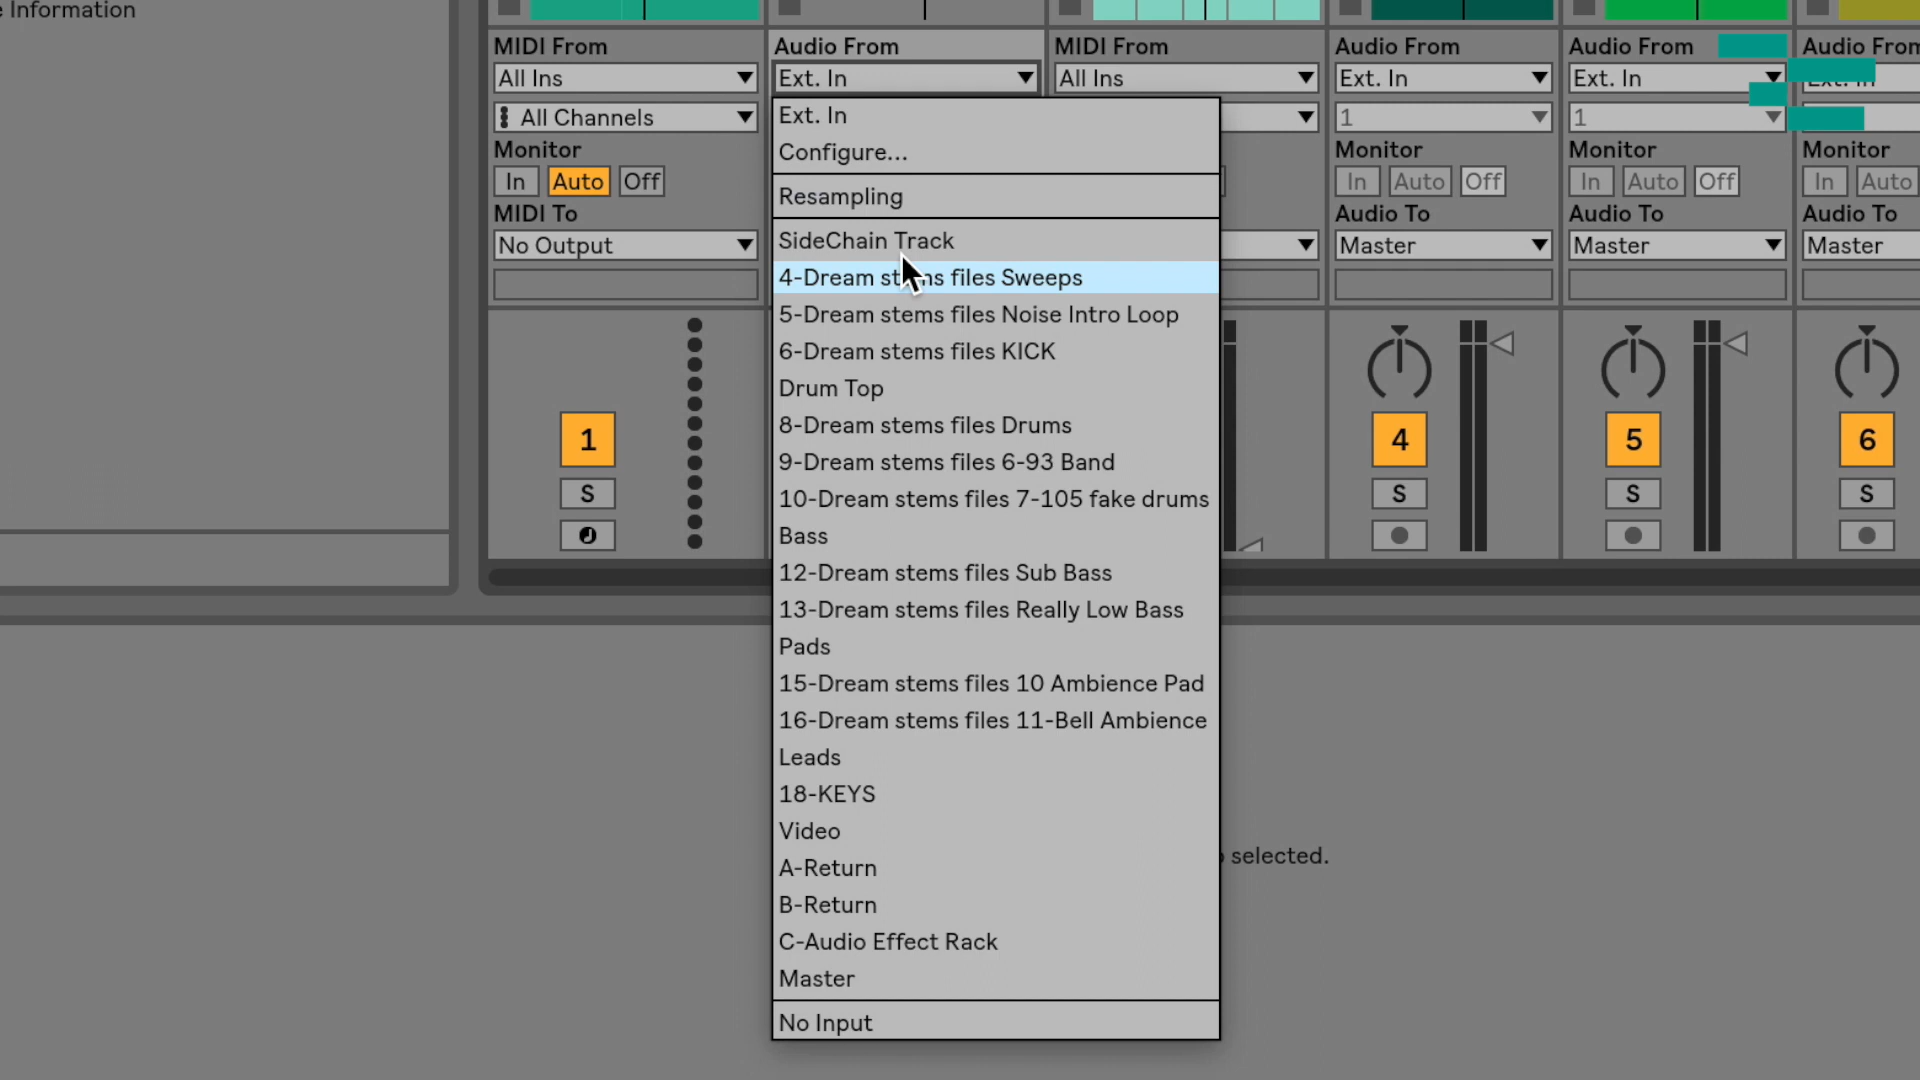 e Information
MIDI From
Audio From
MIDI From
Audio From
Audio From
Audio From
All Ins
Ext. In
All Ins
Ext. In
Ext. In
Ext. In
All Channels
1
1
Monitor
Monitor
Monitor
Monitor
In Auto Off
In Auto Off
In Auto Off
In Auto
MIDI To
Audio To
Audio To
Audio To
No Output
Master
Master
Master
Ext. In
Configure...
Resampling
SideChain Track
4-Dream stems files Sweeps
5-Dream stems files Noise Intro Loop
6-Dream stems files KICK
Drum Top
8-Dream stems files Drums
9-Dream stems files 6-93 Band
10-Dream stems files 7-105 fake drums
Bass
12-Dream stems files Sub Bass
13-Dream stems files Really Low Bass
Pads
15-Dream stems files 10 Ambience Pad
16-Dream stems files 11-Bell Ambience
Leads
18-KEYS
Video
A-Return
B-Return
C-Audio Effect Rack
Master
No Input
1
4
5
6
S
S
S
S
selected.